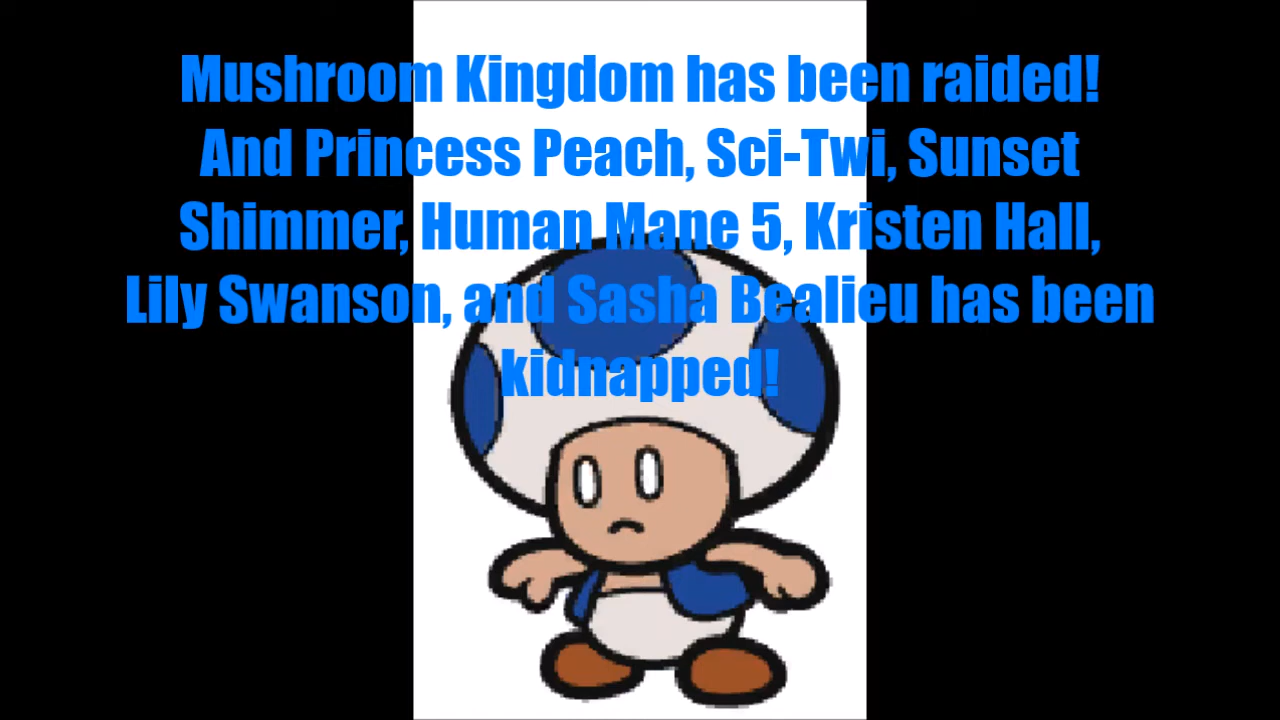 Mushroom Kingdom has been raided!
And Princess Peach, Sci-Twi, Sunset
Shimmer, Human Mane 5, Kristen Hall,
Lily Swanson, and Sasha Bealieu has been
kidnapped!